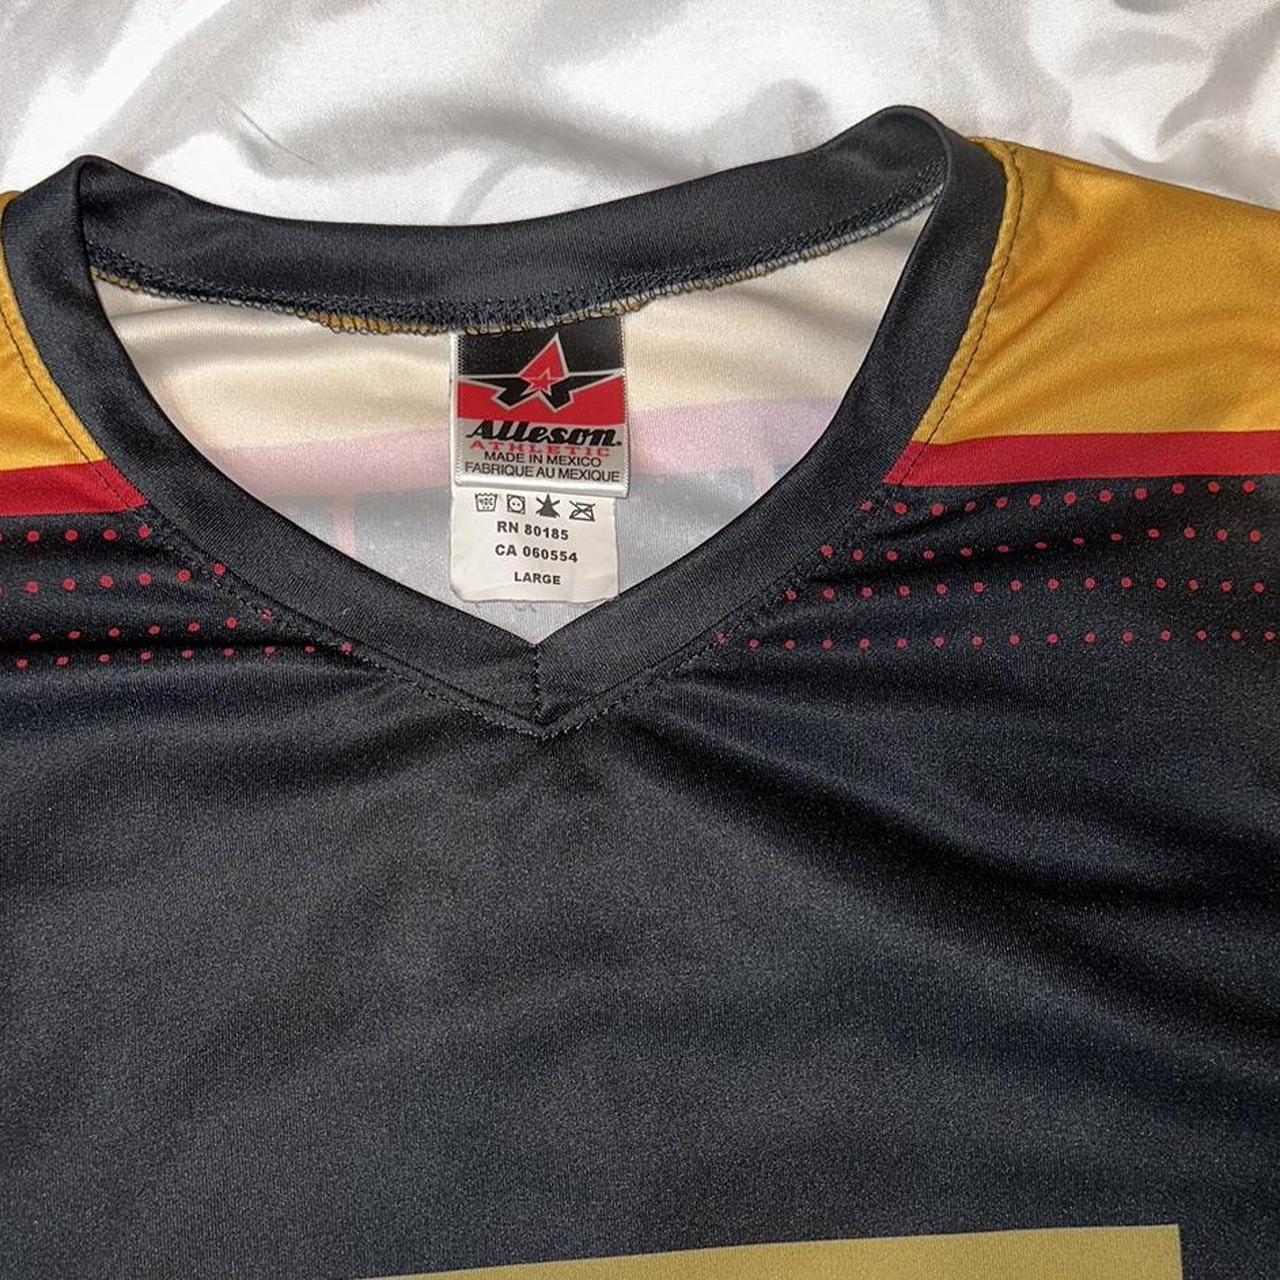 Alleson.
ATHLETIC
MADE IN MEXICO
FABRIQUE AU MEXIQUE
RN 80185
CA 060554
LARGE